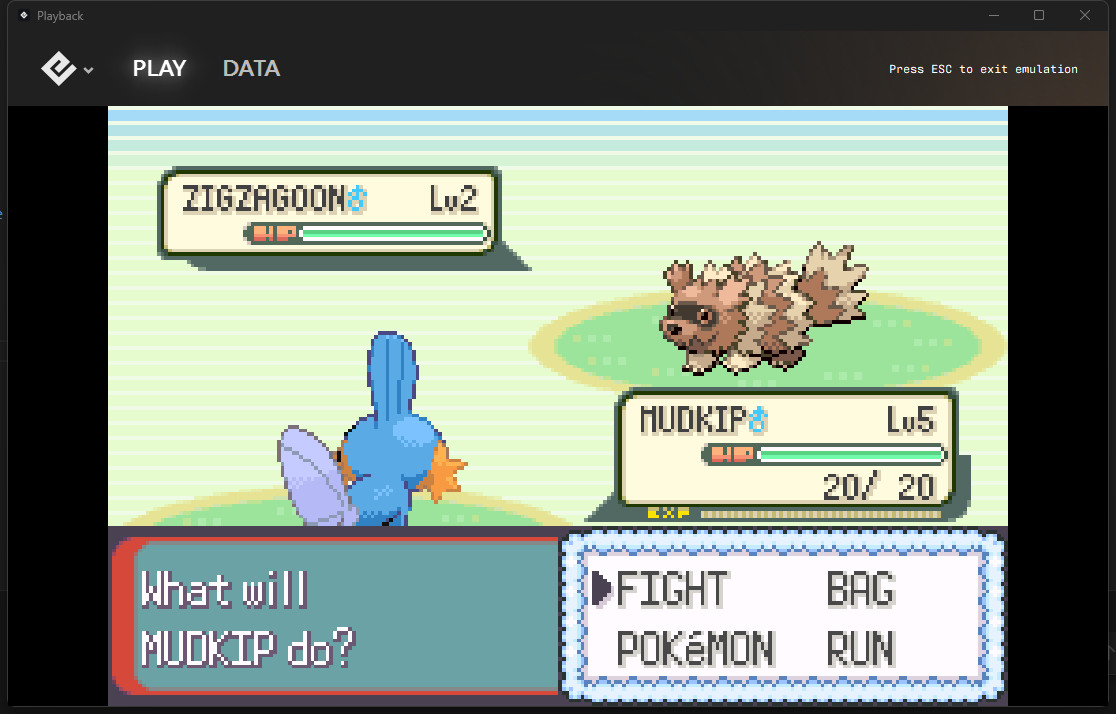 Playback
PLAY DATA
Press ESC to exit emulation
ZIGZAGOON♂ Lv2
HP
MUDKIP♂ Lv5
HP
20/ 20
EXP
What will
MUDKIP do?
FIGHT BAG
POKéMON RUN